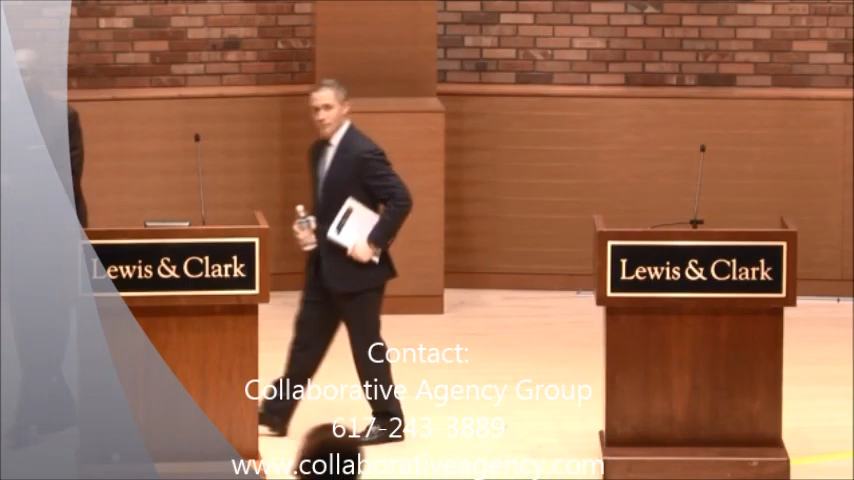 Lewis & Clark
Lewis & Clark
Contact:
Collaborative Agency Group
617-243-3889
www.collaborativeagency.com